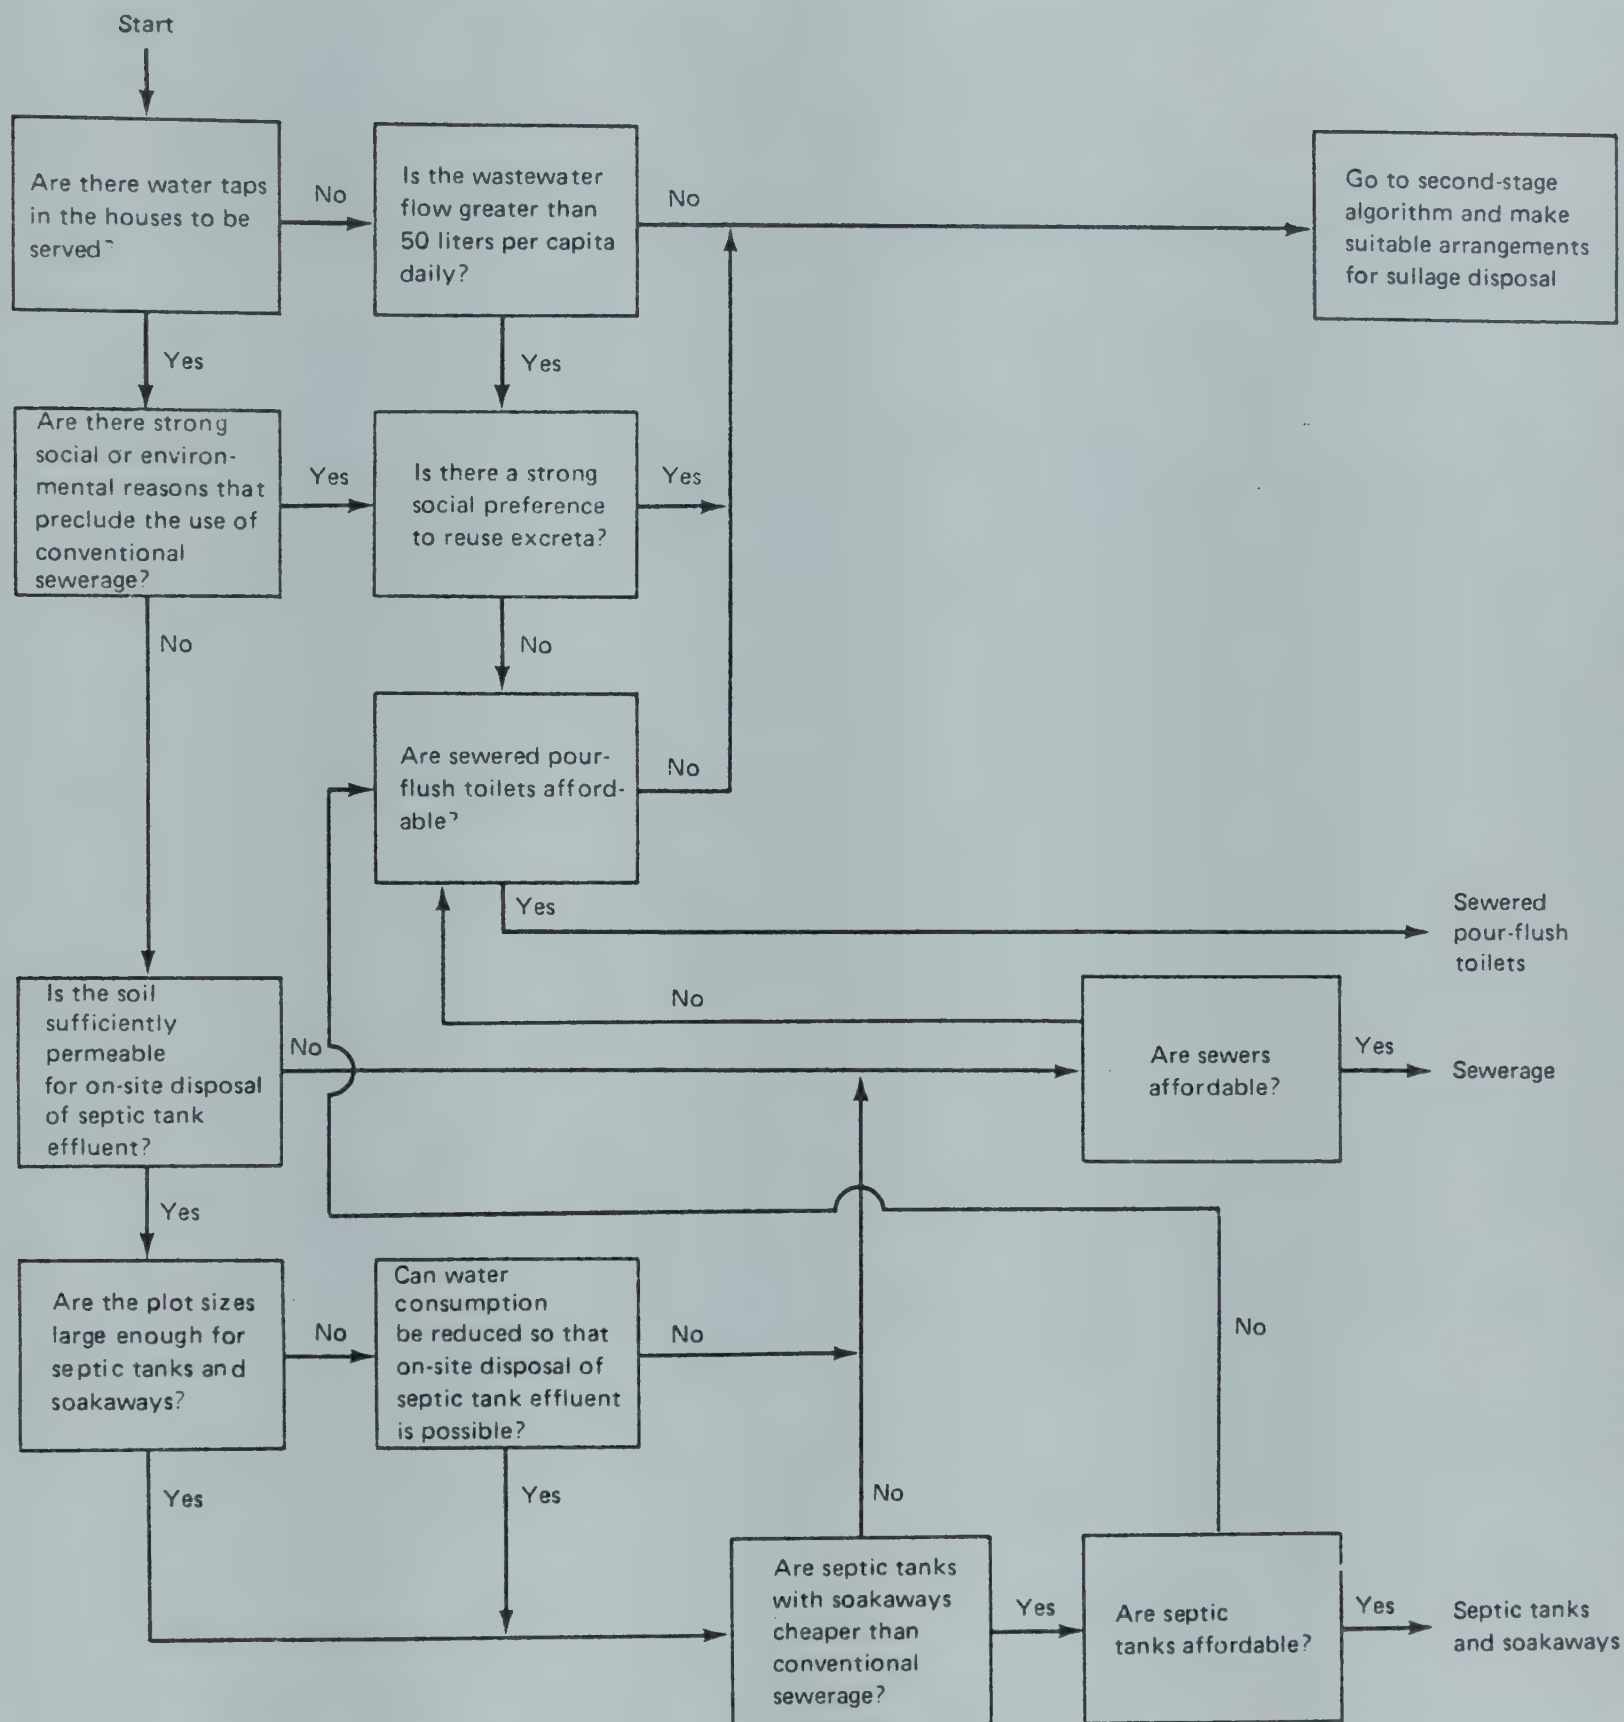 Start
Are there water taps
in the houses to be
served?
No
Is the wastewater
flow greater than
50 liters per capita
daily?
No
Go to second-stage
algorithm and make
suitable arrangements
for sullage disposal
Yes
Yes
Are there strong
social or environ-
mental reasons that
preclude the use of
conventional
sewerage?
Yes
Is there a strong
social preference
to reuse excreta?
Yes
No
No
Are sewered pour-
flush toilets afford-
able?
No
Yes
Sewered
pour-flush
toilets
Is the soil
sufficiently
permeable
for on-site disposal
of septic tank
effluent?
No
No
Are sewers
affordable?
Yes
Sewerage
Yes
Are the plot sizes
large enough for
septic tanks and
soakaways?
No
Can water
consumption
be reduced so that
on-site disposal of
septic tank effluent
is possible?
No
No
Yes
Yes
No
Are septic tanks
with soakaways
cheaper than
conventional
sewerage?
Yes
Are septic
tanks affordable?
Yes
Septic tanks
and soakaways